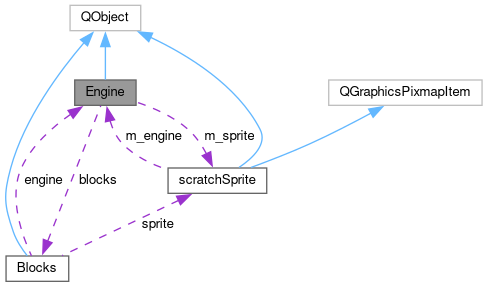 QObject
Engine
QGraphicsPixmapItem
m_engine
m_sprite
engine
blocks
scratchSprite
sprite
Blocks